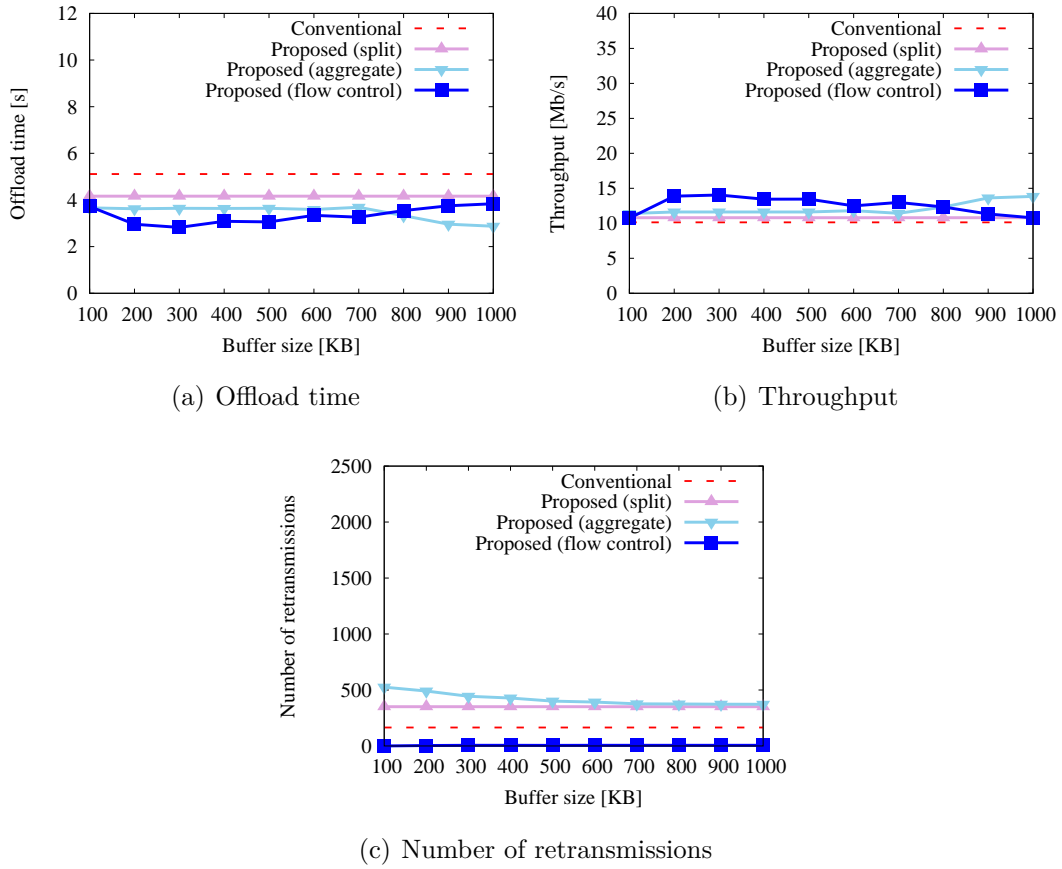 12
10
8
6
4
2
0
Offload time [s]
Conventional
Proposed (split)
Proposed (aggregate)
Proposed (flow control)
100 200 300 400 500 600 700 800 900 1000
Buffer size [KB]
(a) Offload time
40
35
30
25
20
15
10
5
0
Throughput [Mb/s]
Conventional
Proposed (split)
Proposed (aggregate)
Proposed (flow control)
100 200 300 400 500 600 700 800 900 1000
Buffer size [KB]
(b) Throughput
2500
2000
1500
1000
500
0
Number of retransmissions
Conventional
Proposed (split)
Proposed (aggregate)
Proposed (flow control)
100 200 300 400 500 600 700 800 900 1000
Buffer size [KB]
(c) Number of retransmissions